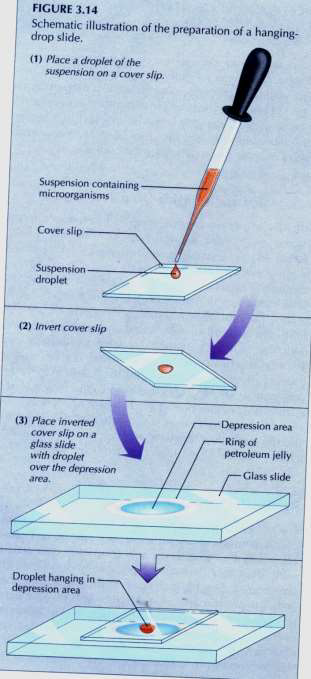 FIGURE 3.14
Schematic illustration of the preparation of a hanging-
drop slide.
(1) Place a droplet of the
suspension on a cover slip.
Suspension containing
microorganisms
Cover slip
Suspension
droplet
(2) Invert cover slip
(3) Place inverted
cover slip on a
glass slide
with droplet
over the depression
area.
Depression area
Ring of
petroleum jelly
Glass slide
Droplet hanging in
depression area